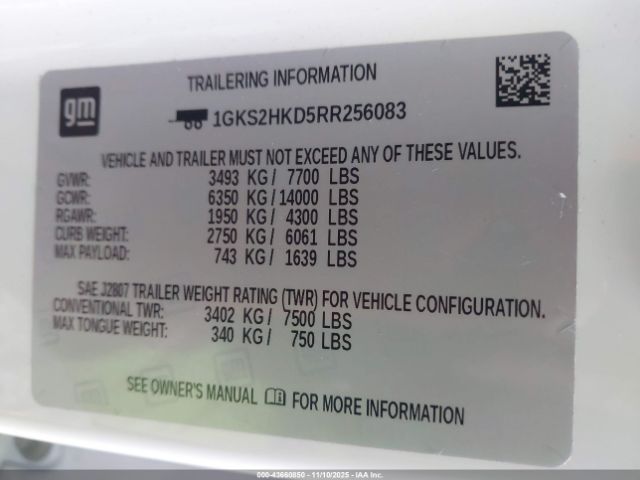 gm
TRAILERING INFORMATION
1GKS2HKD5RR256083
VEHICLE AND TRAILER MUST NOT EXCEED ANY OF THESE VALUES.
GVWR: 3493 KG / 7700 LBS
GCWR: 6350 KG / 14000 LBS
RGAWR: 1950 KG / 4300 LBS
CURB WEIGHT: 2750 KG / 6061 LBS
MAX PAYLOAD: 743 KG / 1639 LBS
SAE J2807 TRAILER WEIGHT RATING (TWR) FOR VEHICLE CONFIGURATION.
CONVENTIONAL TWR: 3402 KG / 7500 LBS
MAX TONGUE WEIGHT: 340 KG / 750 LBS
SEE OWNER'S MANUAL FOR MORE INFORMATION
000-43660850 - 11/10/2025 - IAA Inc.